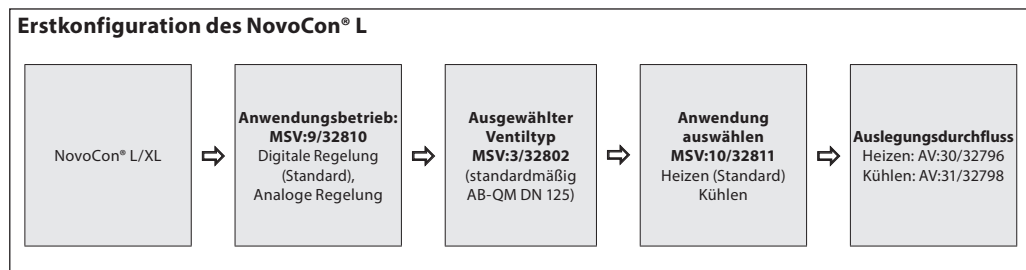 Erstkonfiguration des NovoCon® L
NovoCon® L/XL
Anwendungsbetrieb:
MSV:9/32810
Digitale Regelung
(Standard),
Analoge Regelung
Ausgewählter
Ventiltyp
MSV:3/32802
(standardmäßig
AB-QM DN 125)
Anwendung
auswählen
MSV:10/32811
Heizen (Standard)
Kühlen
Auslegungsdurchfluss
Heizen: AV:30/32796
Kühlen: AV:31/32798